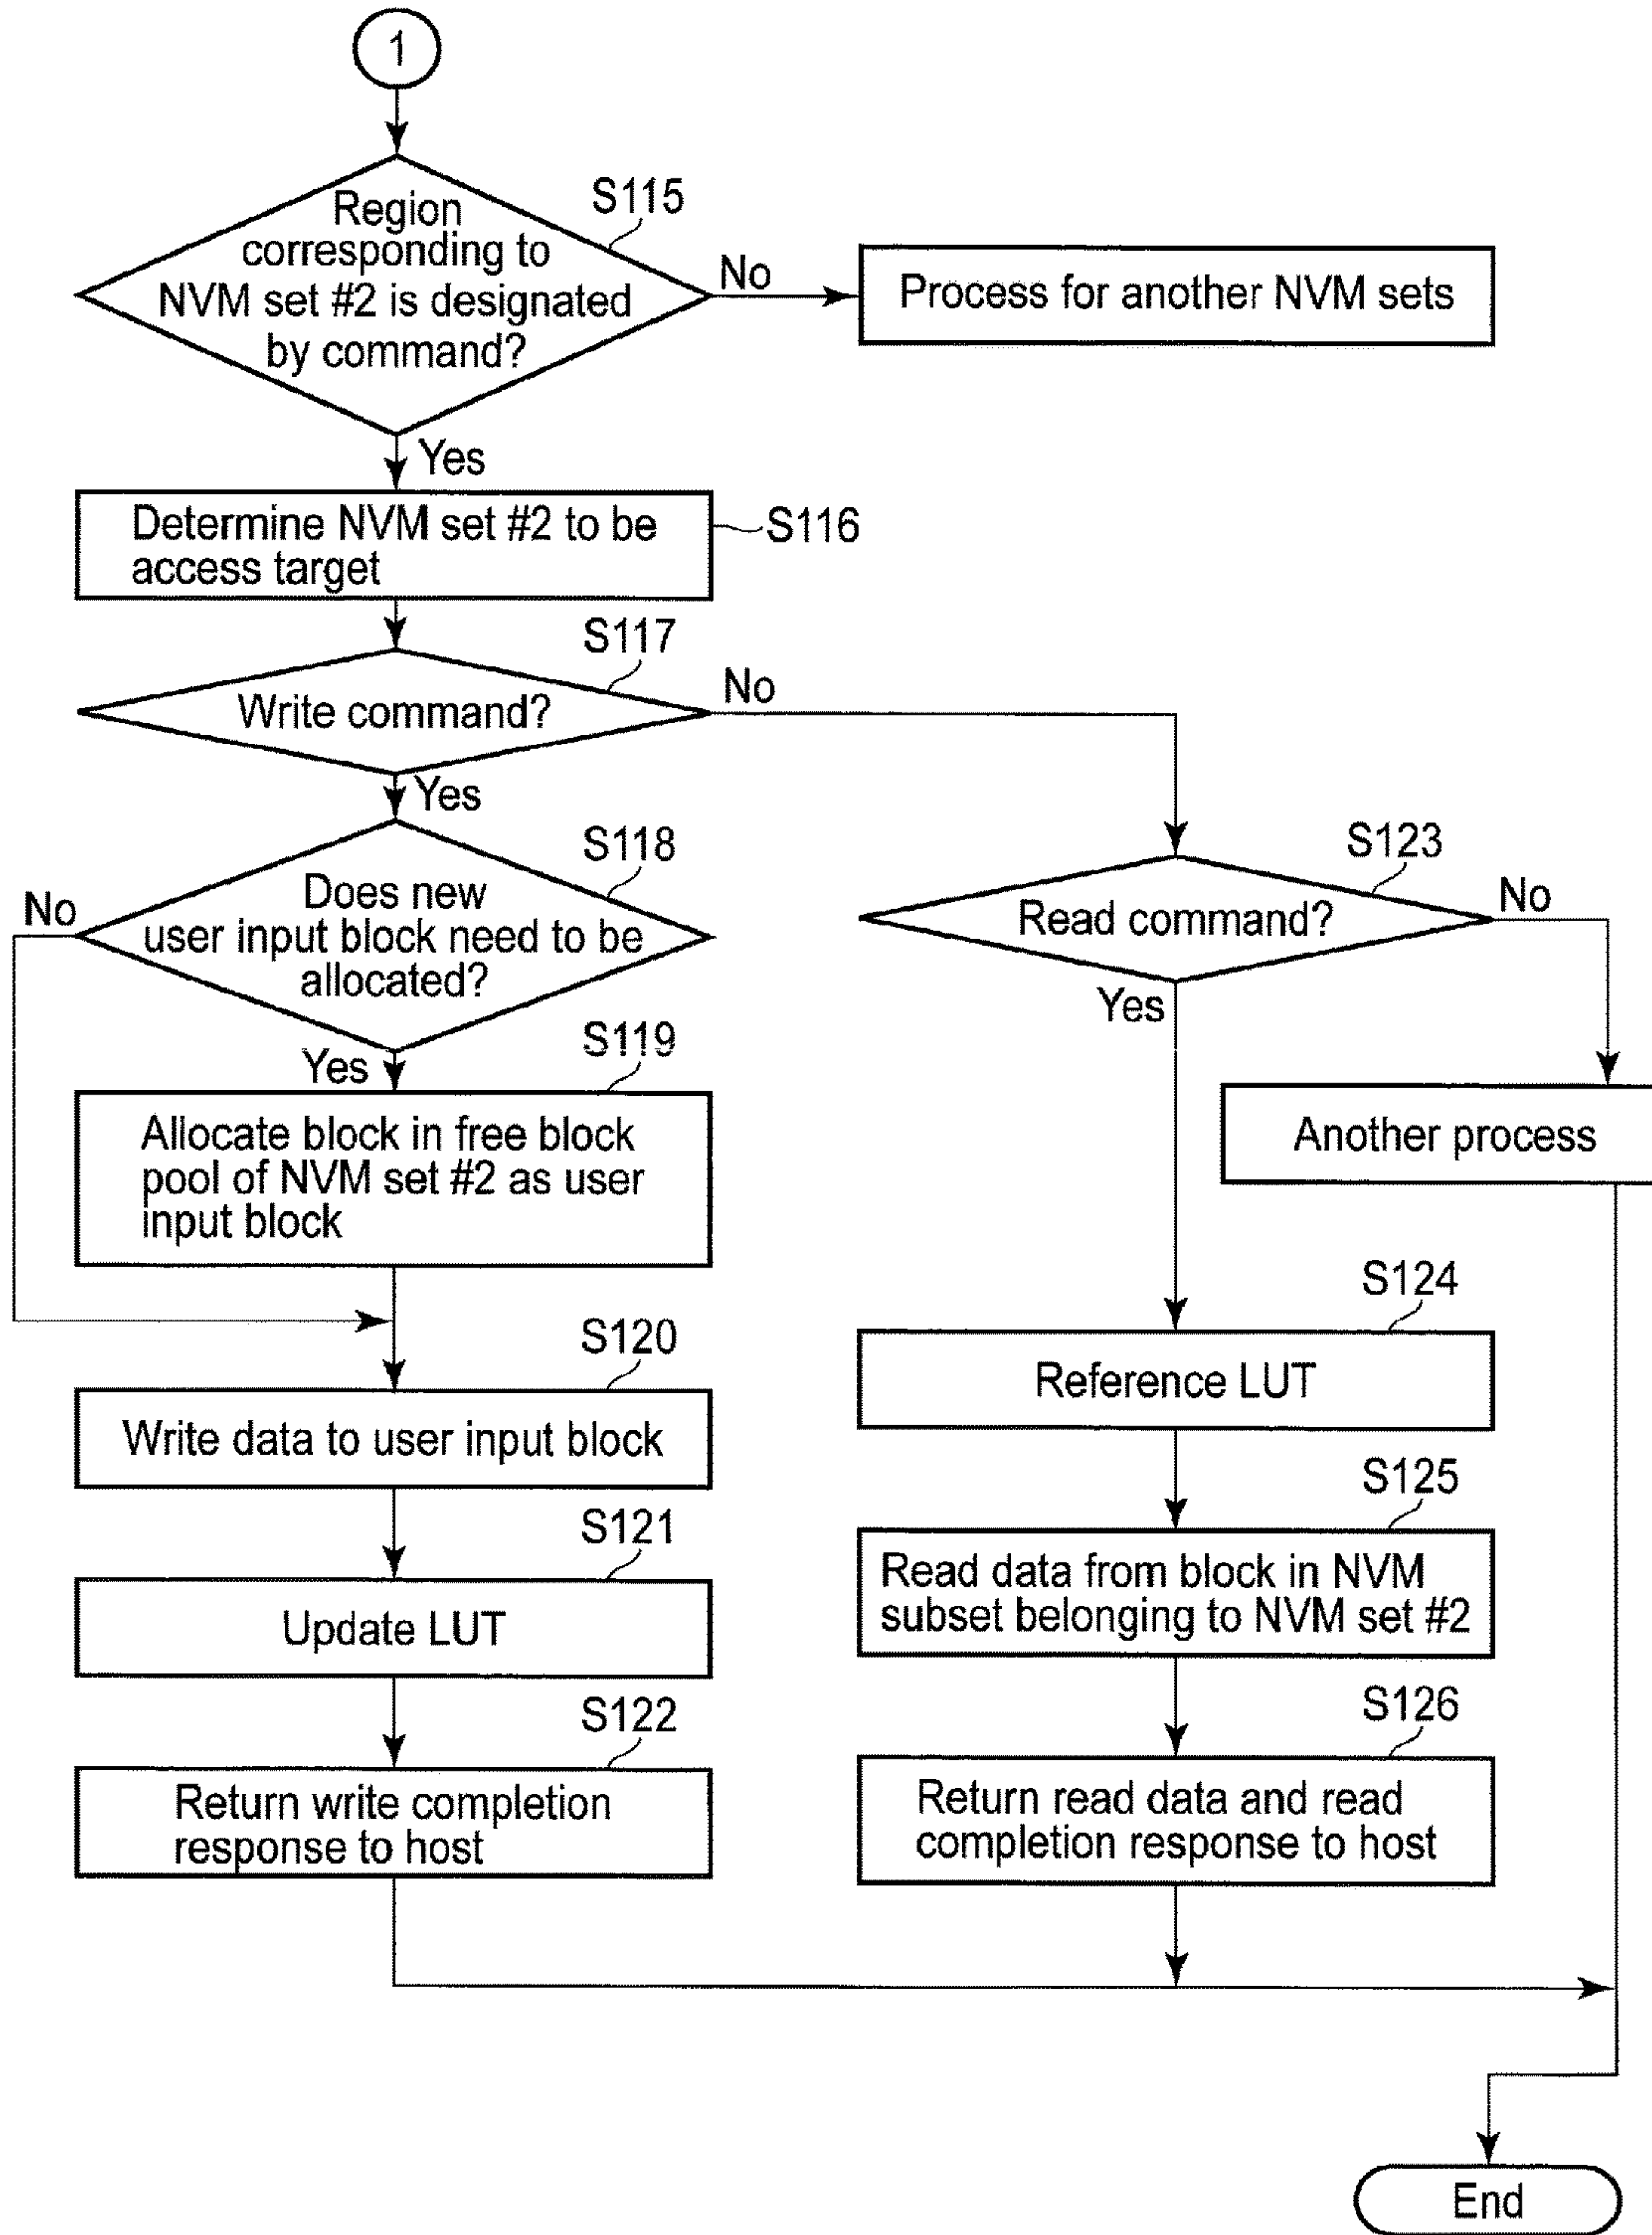 1
Region
corresponding to
NVM set #2 is designated
by command?
S115
No
Process for another NVM sets
Yes
Determine NVM set #2 to be
access target
S116
S117
Write command?
No
Yes
S118
Does new
user input block need to be
allocated?
No
Yes
S119
Allocate block in free block
pool of NVM set #2 as user
input block
S120
Write data to user input block
S121
Update LUT
S122
Return write completion
response to host
S123
Read command?
No
Yes
Another process
S124
Reference LUT
S125
Read data from block in NVM
subset belonging to NVM set #2
S126
Return read data and read
completion response to host
End